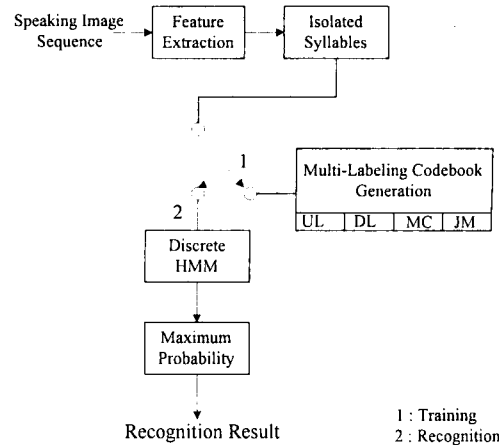 Speaking Image
Sequence
Feature
Extraction
Isolated
Syllables
1
Multi-Labeling Codebook
Generation
UL DL MC JM
2
Discrete
HMM
Maximum
Probability
Recognition Result
1 : Training
2 : Recognition